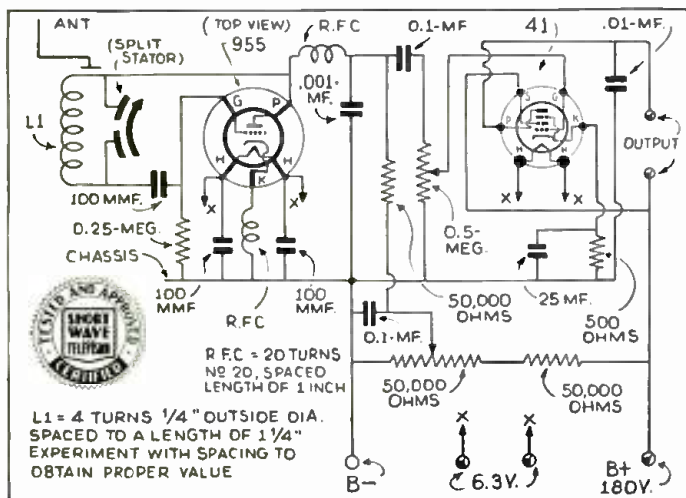 ANT
(SPLIT STATOR)
(TOP VIEW)
955
R.F.C
0.1-MF.
41
.01-MF.
.001-MF.
L1
G
P
H
H
K
X
X
P
G
G
K
H
H
X
X
OUTPUT
100 MMF.
0.25-MEG.
CHASSIS
100 MMF
R.F.C
100 MMF.
0.5-MEG.
50,000 OHMS
25 MF.
500 OHMS
0.1-MF.
TESTED AND APPROVED
SHORT WAVE TELEVISION
CERTIFIED
R F.C = 20 TURNS
No 20, SPACED
LENGTH OF 1 INCH
50,000 OHMS
50,000 OHMS
L1 = 4 TURNS 1/4" OUTSIDE DIA.
SPACED TO A LENGTH OF 1 1/4"
EXPERIMENT WITH SPACING TO
OBTAIN PROPER VALUE
X
X
B-
6.3V.
B+
180V.